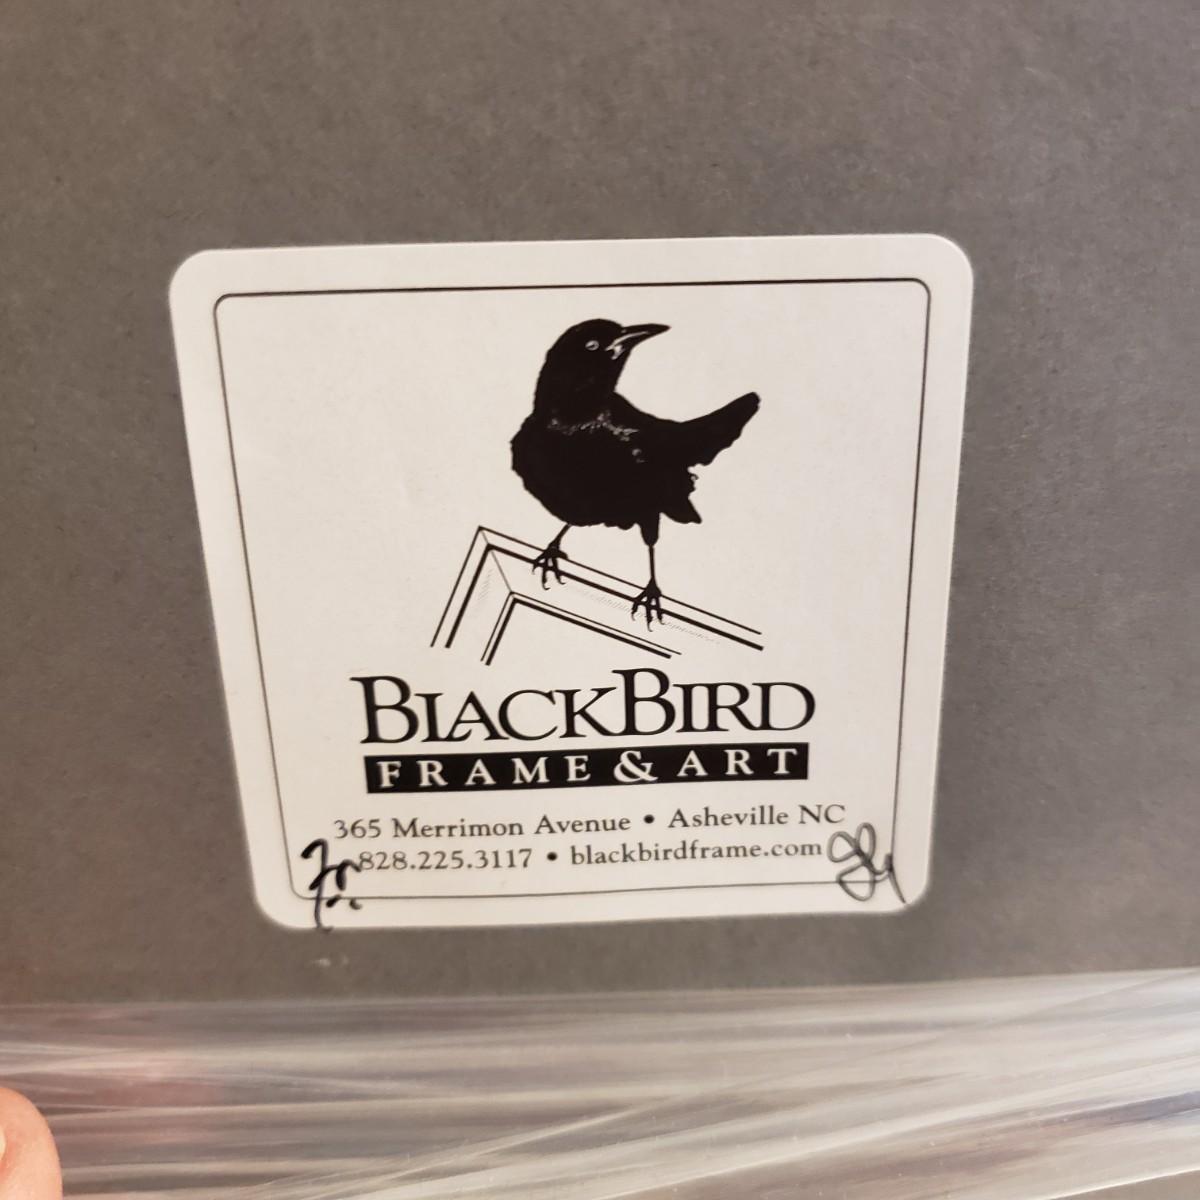 BLACKBIRD
FRAME & ART
365 Merrimon Avenue • Asheville NC
828.225.3117 • blackbirdframe.com